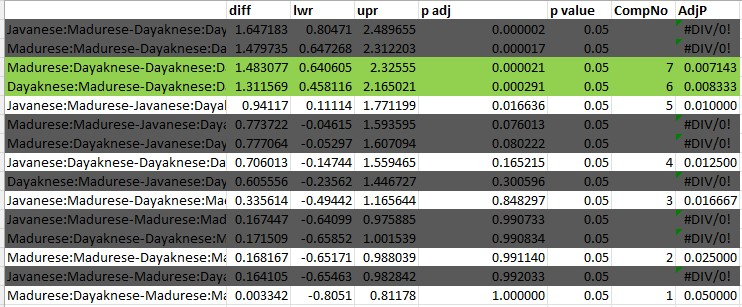 diff lwr upr p adj p value CompNo AdjP
Javanese:Madurese-Dayaknese:Day 1.647183 0.80471 2.489655 0.000002 0.05 #DIV/0!
Madurese:Madurese-Dayaknese:Day 1.479735 0.647268 2.312203 0.000017 0.05 #DIV/0!
Madurese:Dayaknese-Dayaknese:D 1.483077 0.640605 2.32555 0.000021 0.05 7 0.007143
Dayaknese:Madurese-Dayaknese:D 1.311569 0.458116 2.165021 0.000291 0.05 6 0.008333
Javanese:Madurese-Javanese:Dayal 0.94117 0.11114 1.771199 0.016636 0.05 5 0.010000
Madurese:Madurese-Javanese:Daya 0.773722 -0.04615 1.593595 0.076013 0.05 #DIV/0!
Madurese:Dayaknese-Javanese:Day 0.777064 -0.05297 1.607094 0.080222 0.05 #DIV/0!
Javanese:Dayaknese-Dayaknese:Da 0.706013 -0.14744 1.559465 0.165215 0.05 4 0.012500
Dayaknese:Madurese-Javanese:Day 0.605556 -0.23562 1.446727 0.300596 0.05 #DIV/0!
Javanese:Madurese-Dayaknese:Ma 0.335614 -0.49442 1.165644 0.848297 0.05 3 0.016667
Javanese:Madurese-Madurese:Mad 0.167447 -0.64099 0.975885 0.990733 0.05 #DIV/0!
Madurese:Dayaknese-Dayaknese:M 0.171509 -0.65852 1.001539 0.990834 0.05 #DIV/0!
Madurese:Madurese-Dayaknese:Ma 0.168167 -0.65171 0.988039 0.991140 0.05 2 0.025000
Javanese:Madurese-Madurese:Day 0.164105 -0.65463 0.982842 0.992033 0.05 #DIV/0!
Madurese:Dayaknese-Madurese:Ma 0.003342 -0.8051 0.81178 1.000000 0.05 1 0.050000